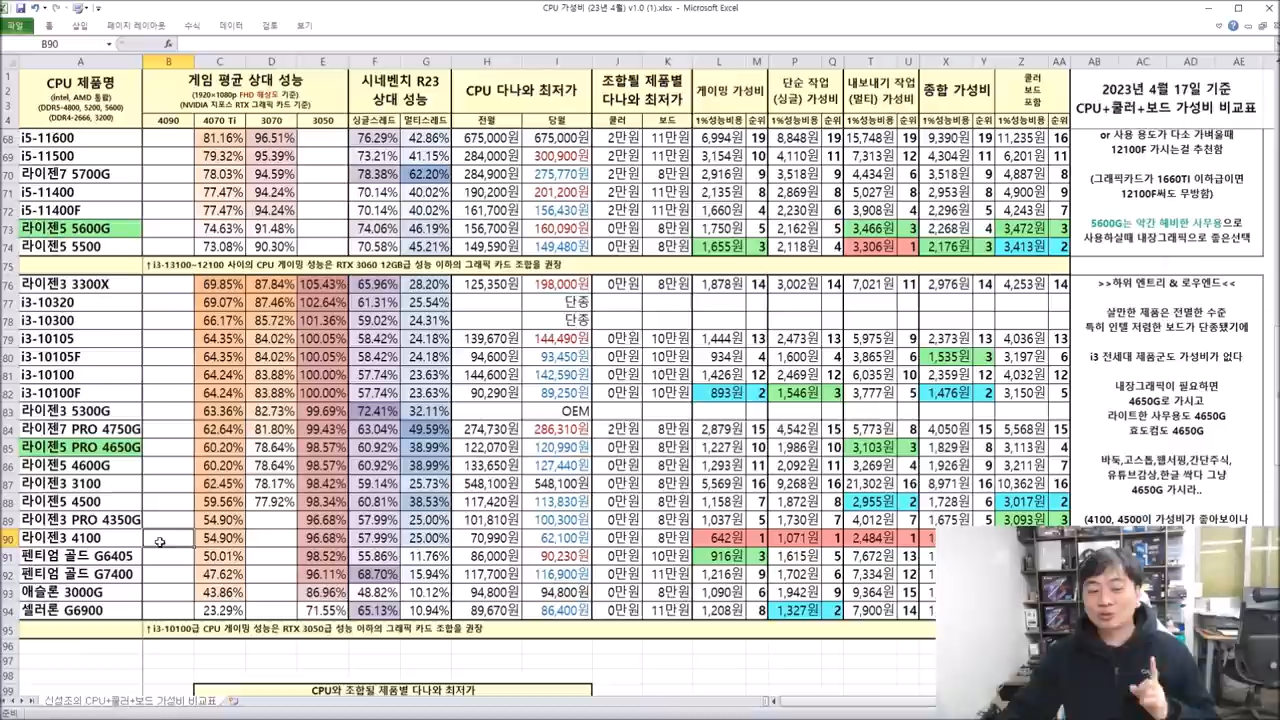 CPU 가성비 (23년 4월) v1.0 (1).xlsx - Microsoft Excel
파일 홈 삽입 페이지 레이아웃 수식 데이터 검토 보기
B90 fx
A B C D E F G H I J K L M P Q T U X Y Z AA AB AC AD AE
CPU 제품명
(intel, AMD 통합)
(DDR5-4800, 5200, 5600)
(DDR4-2666, 3200)
게임 평균 상대 성능
(1920×1080p FHD 해상도 기준)
(NVIDIA 지포스 RTX 그래픽 카드 기준)
4090 4070 Ti 3070 3050
시네벤치 R23
상대 성능
싱글스레드 멀티스레드
CPU 다나와 최저가
전월 당월
조합될 제품별
다나와 최저가
쿨러 보드
게이밍 가성비
1%성능비용 순위
단순 작업
(싱글) 가성비
1%성능비용 순위
내보내기 작업
(멀티) 가성비
1%성능비용 순위
종합 가성비
1%성능비용 순위
쿨러
보드
포함
1%성능비용 순위
2023년 4월 17일 기준
CPU+쿨러+보드 가성비 비교표
68 i5-11600 81.16% 96.51% 76.29% 42.86% 675,000원 675,000원 2만원 11만원 6,994원 19 8,848원 19 15,748원 19 9,390원 19 11,235원 16
69 i5-11500 79.32% 95.39% 73.21% 41.15% 284,000원 300,900원 2만원 11만원 3,154원 10 4,110원 11 7,313원 12 4,304원 11 6,201원 11
70 라이젠7 5700G 78.03% 94.59% 78.38% 62.20% 284,900원 275,770원 2만원 8만원 2,916원 9 3,518원 9 4,434원 6 3,518원 9 4,887원 8
71 i5-11400 77.47% 94.24% 70.14% 40.02% 190,200원 201,200원 2만원 11만원 2,135원 8 2,869원 8 5,027원 8 2,953원 8 4,900원 9
72 i5-11400F 77.47% 94.24% 70.14% 40.02% 161,700원 156,430원 2만원 11만원 1,660원 4 2,230원 6 3,908원 4 2,296원 5 4,243원 7
73 라이젠5 5600G 74.63% 91.48% 74.06% 46.19% 156,700원 160,090원 0만원 8만원 1,750원 5 2,162원 5 3,466원 3 2,268원 4 3,472원 3
74 라이젠5 5500 73.08% 90.30% 70.58% 45.21% 149,590원 149,480원 0만원 8만원 1,655원 3 2,118원 4 3,306원 1 2,176원 3 3,413원 2
75 ↑i3-13100~12100 사이의 CPU 게이밍 성능은 RTX 3060 12GB급 성능 이하의 그래픽 카드 조합을 권장
76 라이젠3 3300X 69.85% 87.84% 105.43% 65.96% 28.20% 125,350원 198,000원 0만원 8만원 1,878원 14 3,002원 14 7,021원 11 2,976원 14 4,253원 14
77 i3-10320 69.07% 87.46% 102.64% 61.31% 25.54% 단종
78 i3-10300 66.17% 85.72% 101.36% 59.02% 24.31% 단종
79 i3-10105 64.35% 84.02% 100.05% 58.42% 24.18% 139,670원 144,490원 0만원 10만원 1,444원 13 2,473원 13 5,975원 9 2,373원 13 4,036원 13
80 i3-10105F 64.35% 84.02% 100.05% 58.42% 24.18% 94,600원 93,450원 0만원 10만원 934원 4 1,600원 4 3,865원 6 1,535원 3 3,197원 6
81 i3-10100 64.24% 83.88% 100.00% 57.74% 23.63% 144,600원 142,590원 0만원 10만원 1,426원 12 2,469원 12 6,035원 10 2,359원 12 4,032원 12
82 i3-10100F 64.24% 83.88% 100.00% 57.74% 23.63% 90,290원 89,250원 0만원 10만원 893원 2 1,546원 3 3,777원 5 1,476원 2 3,150원 5
83 라이젠3 5300G 63.36% 82.73% 99.69% 72.41% 32.11% OEM
84 라이젠7 PRO 4750G 62.64% 81.80% 99.43% 63.04% 49.59% 274,730원 286,310원 2만원 8만원 2,879원 15 4,542원 15 5,773원 8 4,050원 15 5,568원 15
85 라이젠5 PRO 4650G 60.20% 78.64% 98.57% 60.92% 38.99% 122,070원 120,990원 0만원 8만원 1,227원 10 1,986원 10 3,103원 3 1,829원 8 3,113원 4
86 라이젠5 4600G 60.20% 78.64% 98.57% 60.92% 38.99% 133,650원 127,440원 0만원 8만원 1,293원 11 2,092원 11 3,269원 4 1,926원 9 3,211원 7
87 라이젠3 3100 62.45% 78.17% 98.42% 59.14% 25.73% 548,100원 548,100원 0만원 8만원 5,569원 16 9,268원 16 21,302원 16 8,971원 16 10,362원 16
88 라이젠5 4500 59.56% 77.92% 98.34% 60.81% 38.53% 117,420원 113,830원 0만원 8만원 1,158원 7 1,872원 8 2,955원 2 1,728원 6 3,017원 2
89 라이젠3 PRO 4350G 54.90% 96.68% 57.99% 25.00% 101,810원 100,300원 0만원 8만원 1,037원 5 1,730원 7 4,012원 7 1,675원 5 3,093원 3
90 라이젠3 4100 54.90% 96.68% 57.99% 25.00% 70,990원 62,100원 0만원 8만원 642원 1 1,071원 1 2,484원 1
91 펜티엄 골드 G6405 50.01% 98.52% 55.86% 11.76% 86,000원 90,230원 0만원 10만원 916원 3 1,615원 5 7,672원 13
92 펜티엄 골드 G7400 47.62% 96.11% 68.70% 15.94% 117,700원 116,900원 0만원 11만원 1,216원 9 1,702원 6 7,334원 12
93 애슬론 3000G 43.86% 86.96% 48.82% 10.12% 94,800원 94,800원 0만원 8만원 1,090원 6 1,942원 9 9,368원 15
94 셀러론 G6900 23.29% 71.55% 65.13% 10.94% 89,670원 86,400원 0만원 11만원 1,208원 8 1,327원 2 7,900원 14
95 ↑i3-10100급 CPU 게이밍 성능은 RTX 3050급 성능 이하의 그래픽 카드 조합을 권장
96
97
98
99 CPU와 조합될 제품별 다나와 최저가
or 사용 용도가 다소 가벼울때
12100F 가시는걸 추천함
(그래픽카드가 1660TI 이하급이면
12100F써도 무방함)
5600G는 약간 헤비한 사무용으로
사용하실때 내장그래픽으로 좋은선택
>>하위 엔트리 & 로우엔드<<
살만한 제품은 전멸한 수준
특히 인텔 저렴한 보드가 단종됐기에
i3 전세대 제품군도 가성비가 없다
내장그래픽이 필요하면
4650G로 가시고
라이트한 사무용도 4650G
효도컴도 4650G
바둑,고스톱,웹서핑,간단주식,
유튜브감상,한글 싹다 그냥
4650G 가시라..
(4100, 4500이 가성비가 좋아보이나
신성조의 CPU+쿨러+보드 가성비 비교표
준비